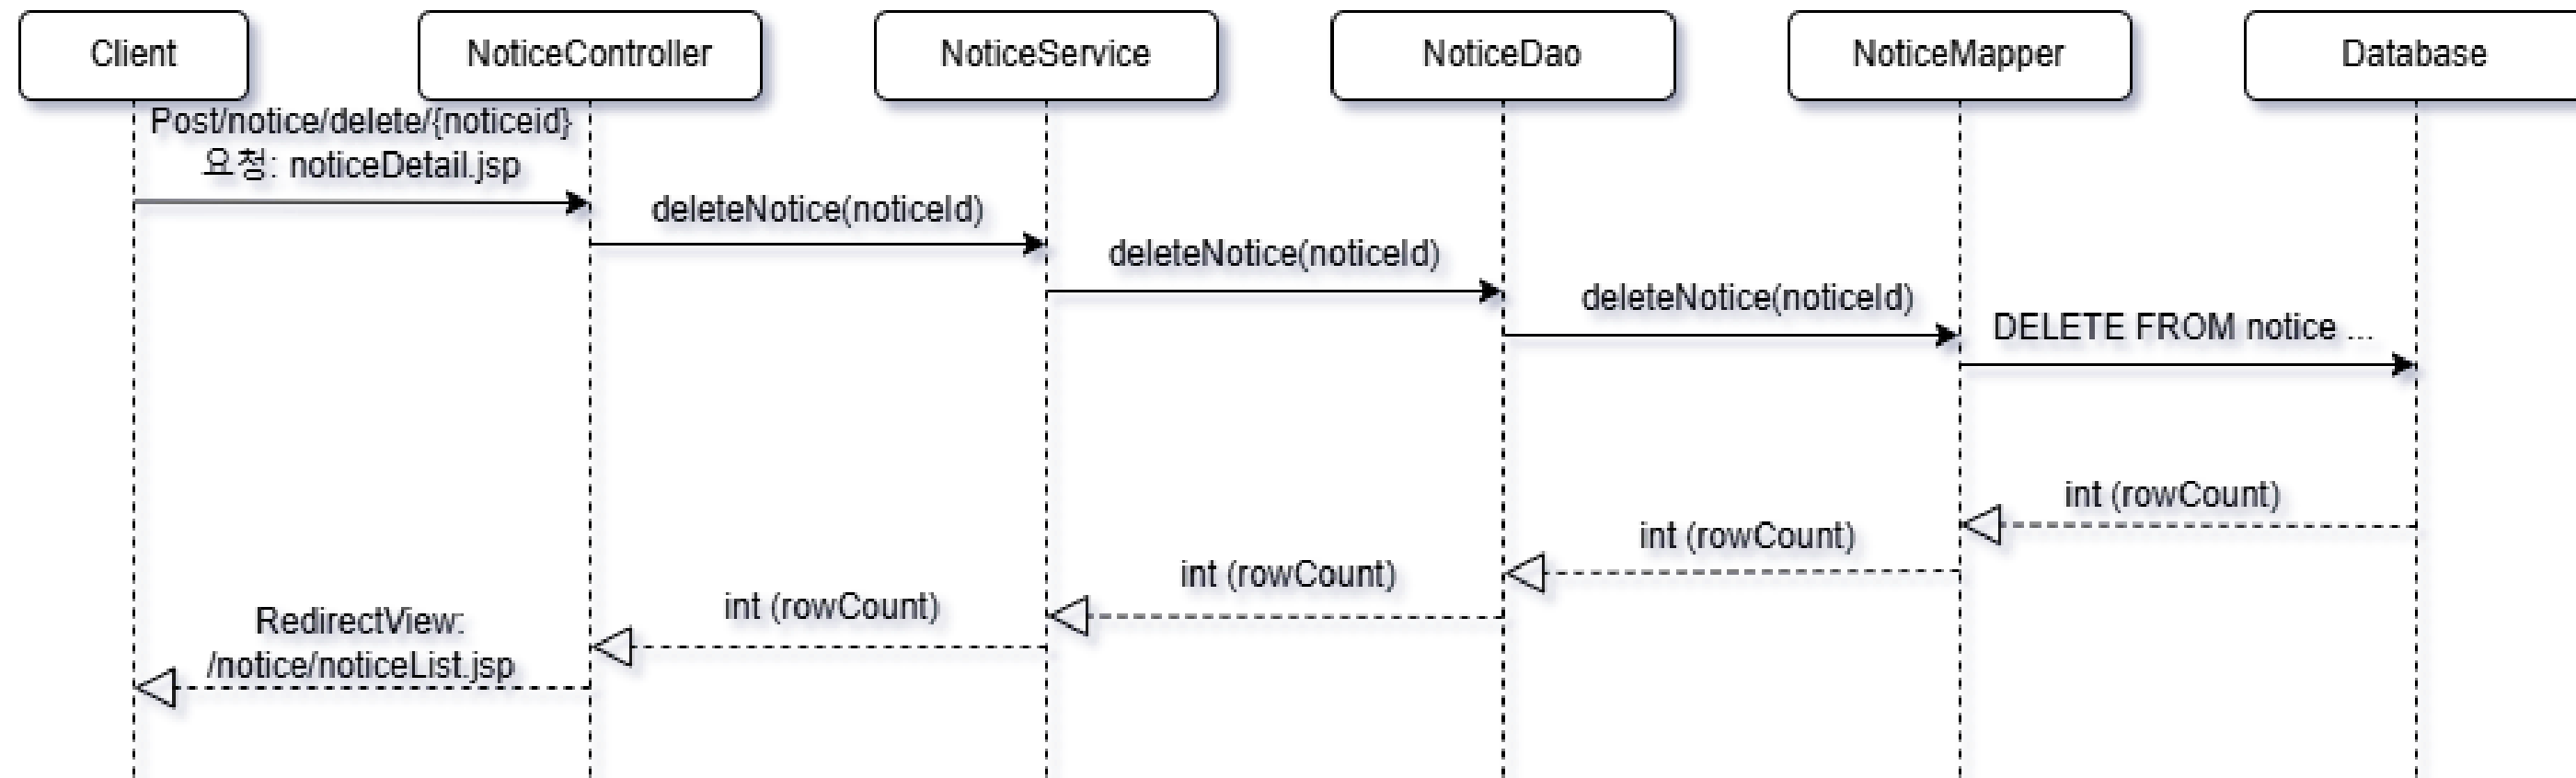 Client
NoticeController
NoticeService
NoticeDao
NoticeMapper
Database
Post/notice/delete/{noticeid}
요청: noticeDetail.jsp
deleteNotice(noticeId)
deleteNotice(noticeId)
deleteNotice(noticeId)
DELETE FROM notice ...
int (rowCount)
int (rowCount)
int (rowCount)
int (rowCount)
RedirectView:
/notice/noticeList.jsp